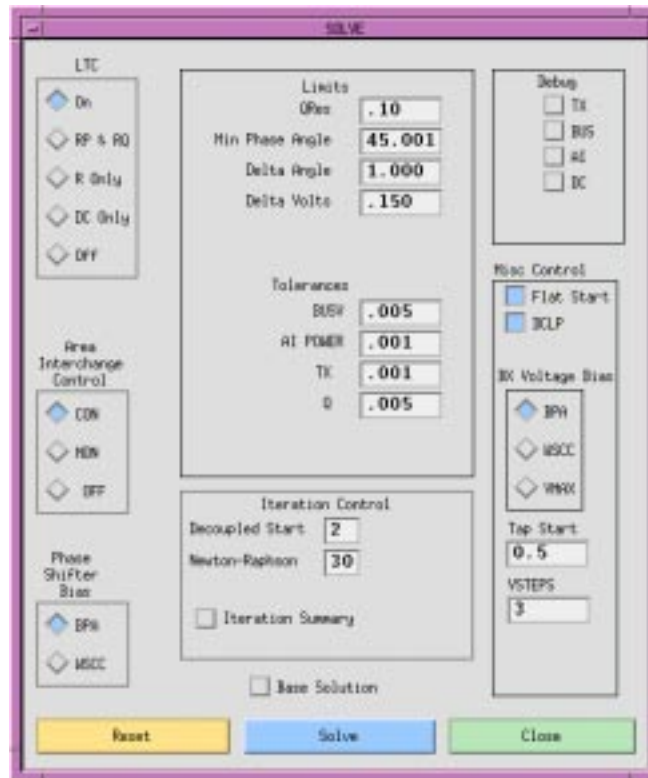 SOLVE
LTC
On
RP & RQ
R Only
DC Only
Off
Area
Interchange
Control
CON
MON
OFF
Phase
Shifter
Bias
BPA
WSCC
Limits
QRes .10
Min Phase Angle 45.001
Delta Angle 1.000
Delta Volts .150
Tolerances
BUSV .005
AI POWER .001
TX .001
Q .005
Iteration Control
Decoupled Start 2
Newton-Raphson 30
Iteration Summary
Base Solution
Debug
TX
BUS
AI
DC
Misc Control
Flat Start
DCLP
BX Voltage Bias
BPA
WSCC
VMAX
Tap Start
0.5
VSTEPS
3
Reset
Solve
Close